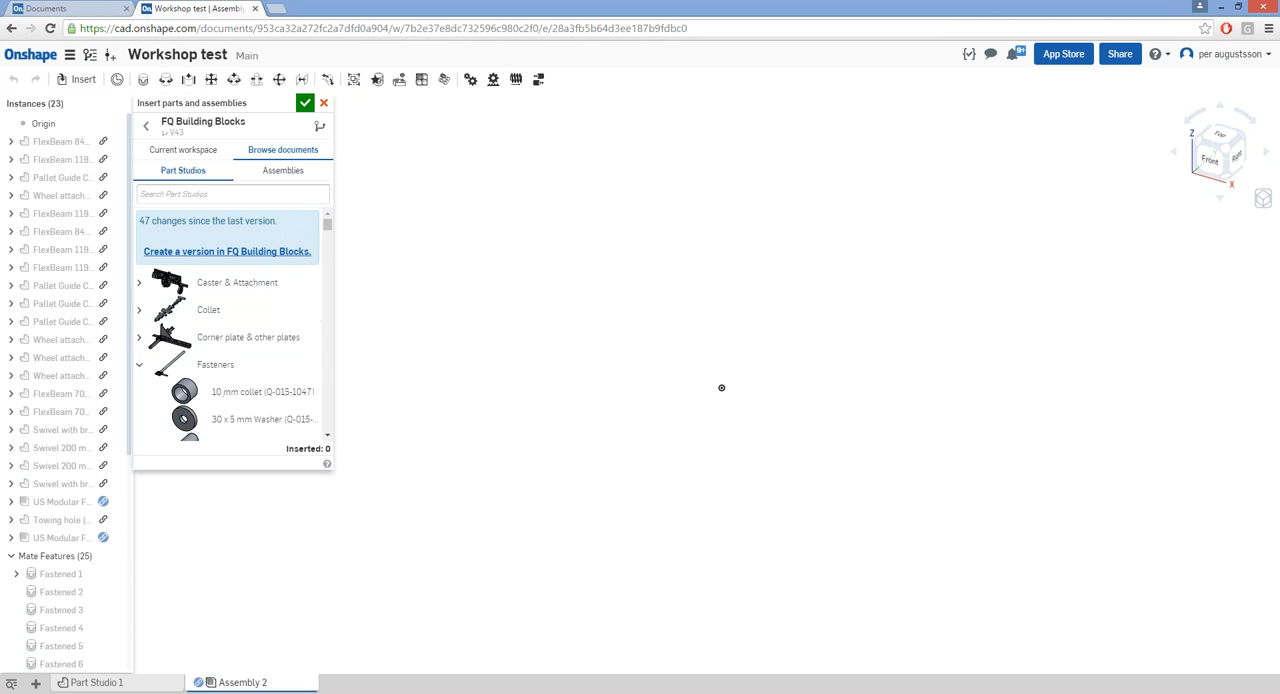 Documents
Workshop test | Assembl
https://cad.onshape.com/documents/953ca32a272fc2a7dfd0a904/w/7b2e37e8dc732596c980c2f0/e/28a3fb5b64d3ee187b9fdbc0
Onshape
Workshop test Main
9+
App Store
Share
per augustsson
Insert
Instances (23)
Origin
FlexBeam 84...
FlexBeam 119...
Pallet Guide C...
Wheel attach...
FlexBeam 119...
FlexBeam 84...
FlexBeam 119...
FlexBeam 119...
Pallet Guide C...
Pallet Guide C...
Pallet Guide C...
Wheel attach...
Wheel attach...
Wheel attach...
FlexBeam 70...
FlexBeam 70...
Swivel with br...
Swivel 200 m...
Swivel 200 m...
Swivel with br...
US Modular F...
Towing hole (...
US Modular F...
Mate Features (25)
Fastened 1
Fastened 2
Fastened 3
Fastened 4
Fastened 5
Fastened 6
Insert parts and assemblies
FQ Building Blocks
V43
Current workspace
Browse documents
Part Studios
Assemblies
Search Part Studios
47 changes since the last version.
Create a version in FQ Building Blocks.
Caster & Attachment
Collet
Corner plate & other plates
Fasteners
10 mm collet (Q-015-1047)
30 x 5 mm Washer (Q-015-...
Inserted: 0
Z
Top
Front
Right
X
Part Studio 1
Assembly 2